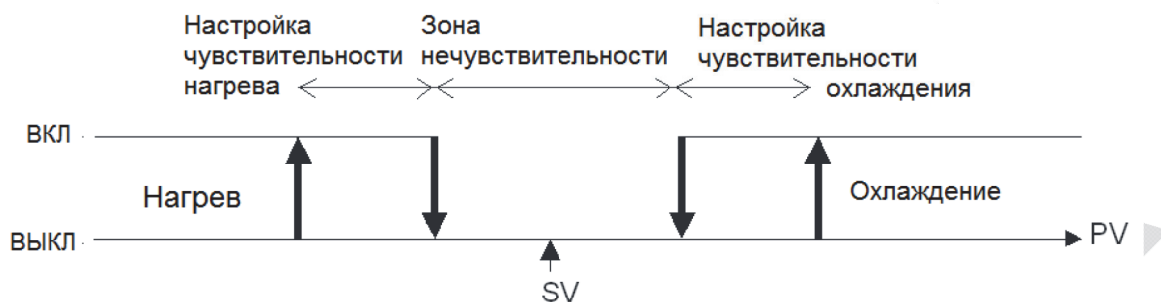 Настройка
чувствительности
нагрева
Зона
нечувствительности
Настройка
чувствительности
охлаждения
ВКЛ
Нагрев
Охлаждение
ВЫКЛ
PV
SV